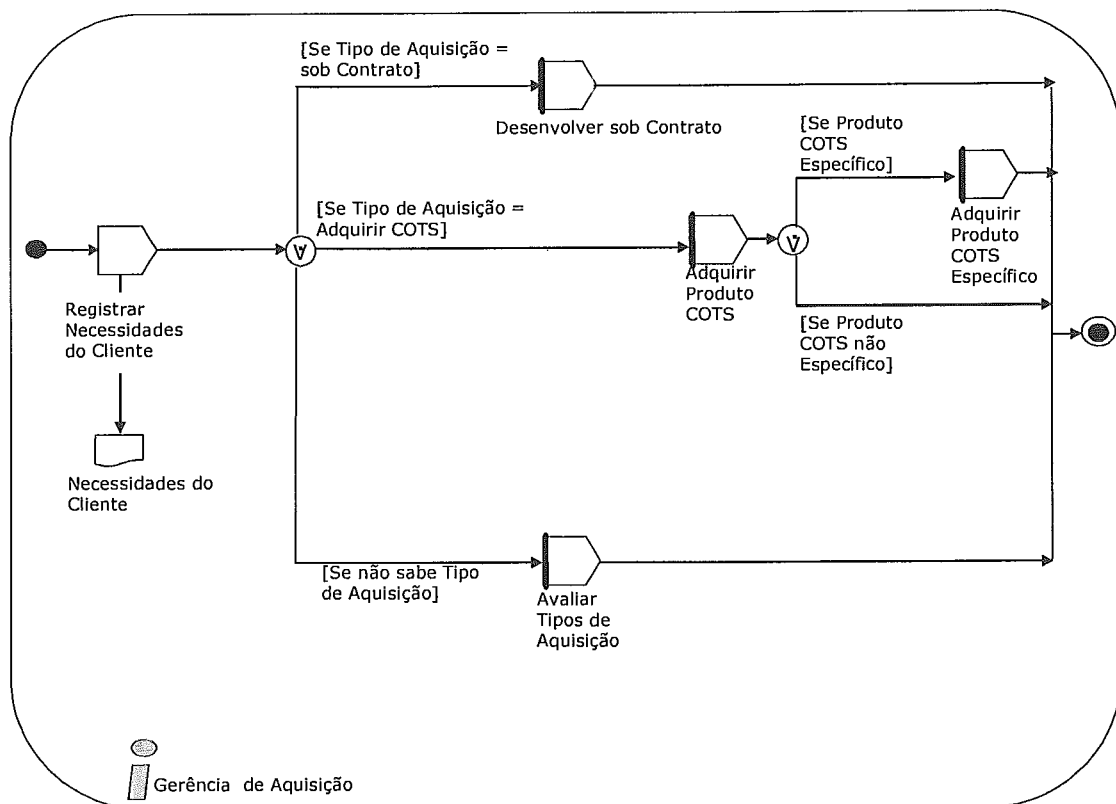 [Se Tipo de Aquisição =
sob Contrato]
Desenvolver sob Contrato
[Se Produto
COTS
Específico]
[Se Tipo de Aquisição =
Adquirir COTS]
Adquirir
Produto
COTS
Específico
Adquirir
Produto
COTS
Registrar
Necessidades
do Cliente
[Se Produto
COTS não
Específico]
Necessidades do
Cliente
[Se não sabe Tipo
de Aquisição]
Avaliar
Tipos de
Aquisição
Gerência de Aquisição